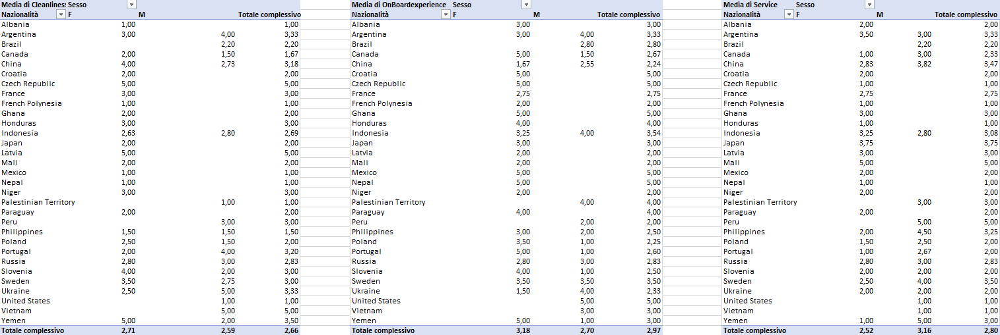 Media di Cleanlines: Sesso
Nazionalità F M Totale complessivo
Albania 1,00 1,00
Argentina 3,00 4,00 3,33
Brazil 2,20 2,20
Canada 2,00 1,50 1,67
China 4,00 2,73 3,18
Croatia 2,00 2,00
Czech Republic 5,00 5,00
France 3,00 3,00
French Polynesia 1,00 1,00
Ghana 2,00 2,00
Honduras 3,00 3,00
Indonesia 2,63 2,80 2,69
Japan 2,00 2,00
Latvia 5,00 5,00
Mali 2,00 2,00
Mexico 1,00 1,00
Nepal 1,00 1,00
Niger 3,00 3,00
Palestinian Territory 1,00 1,00
Paraguay 2,00 2,00
Peru 3,00 3,00
Philippines 1,50 1,50 1,50
Poland 2,50 1,50 2,00
Portugal 2,00 4,00 3,20
Russia 2,80 3,00 2,83
Slovenia 4,00 2,00 3,00
Sweden 3,50 2,75 3,00
Ukraine 2,50 5,00 3,33
United States 1,00 1,00
Vietnam 5,00 5,00
Yemen 5,00 2,00 3,50
Totale complessivo 2,71 2,59 2,66
Media di OnBoardexperience Sesso
Nazionalità F M Totale complessivo
Albania 3,00 3,00
Argentina 3,00 4,00 3,33
Brazil 2,80 2,80
Canada 5,00 1,50 2,67
China 1,67 2,55 2,24
Croatia 5,00 5,00
Czech Republic 5,00 5,00
France 2,75 2,75
French Polynesia 2,00 2,00
Ghana 5,00 5,00
Honduras 4,00 4,00
Indonesia 3,25 4,00 3,54
Japan 3,00 3,00
Latvia 2,00 2,00
Mali 2,00 2,00
Mexico 5,00 5,00
Nepal 5,00 5,00
Niger 2,00 2,00
Palestinian Territory 4,00 4,00
Paraguay 4,00 4,00
Peru 2,00 2,00
Philippines 3,00 2,00 2,50
Poland 3,50 1,00 2,25
Portugal 5,00 1,00 2,60
Russia 2,80 3,00 2,83
Slovenia 4,00 1,00 2,50
Sweden 3,50 3,50 3,50
Ukraine 1,50 4,00 2,33
United States 5,00 5,00
Vietnam 3,00 3,00
Yemen 5,00 1,00 3,00
Totale complessivo 3,18 2,70 2,97
Media di Service Sesso
Nazionalità F M Totale complessivo
Albania 2,00 2,00
Argentina 3,50 3,00 3,33
Brazil 2,20 2,20
Canada 1,00 3,00 2,33
China 2,83 3,82 3,47
Croatia 2,00 2,00
Czech Republic 1,00 1,00
France 2,75 2,75
French Polynesia 1,00 1,00
Ghana 3,00 3,00
Honduras 1,00 1,00
Indonesia 3,25 2,80 3,08
Japan 3,75 3,75
Latvia 3,00 3,00
Mali 5,00 5,00
Mexico 2,00 2,00
Nepal 1,00 1,00
Niger 2,00 2,00
Palestinian Territory 3,00 3,00
Paraguay 2,00 2,00
Peru 5,00 5,00
Philippines 2,00 4,50 3,25
Poland 1,50 2,50 2,00
Portugal 1,00 2,67 2,00
Russia 2,80 3,00 2,83
Slovenia 2,00 2,00 2,00
Sweden 2,50 4,00 3,50
Ukraine 2,00 2,00 2,00
United States 1,00 1,00
Vietnam 1,00 1,00
Yemen 1,00 5,00 3,00
Totale complessivo 2,52 3,16 2,80